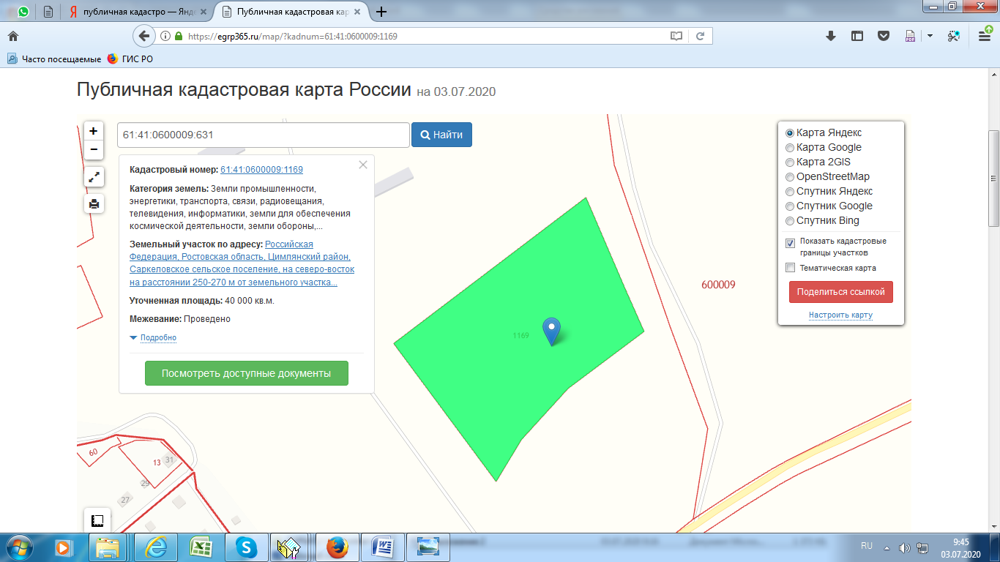 публичная кадастро — Янде
Публичная кадастровая кар
https://egrp365.ru/map/?kadnum=61:41:0600009:1169
Часто посещаемые
ГИС РО
Публичная кадастровая карта России на 03.07.2020
+
−
61:41:0600009:631
Найти
Кадастровый номер: 61:41:0600009:1169
Категория земель: Земли промышленности,
энергетики, транспорта, связи, радиовещания,
телевидения, информатики, земли для обеспечения
космической деятельности, земли обороны,...
Земельный участок по адресу: Российская
Федерация, Ростовская область, Цимлянский район,
Саркеловское сельское поселение, на северо-восток
на расстоянии 250-270 м от земельного участка...
Уточненная площадь: 40 000 кв.м.
Межевание: Проведено
Подробно
Посмотреть доступные документы
Карта Яндекс
Карта Google
Карта 2GIS
OpenStreetMap
Спутник Яндекс
Спутник Google
Спутник Bing
Показать кадастровые
границы участков
Тематическая карта
Поделиться ссылкой
Настроить карту
600009
1169
60
13
31
29
27
RU
9:45
03.07.2020